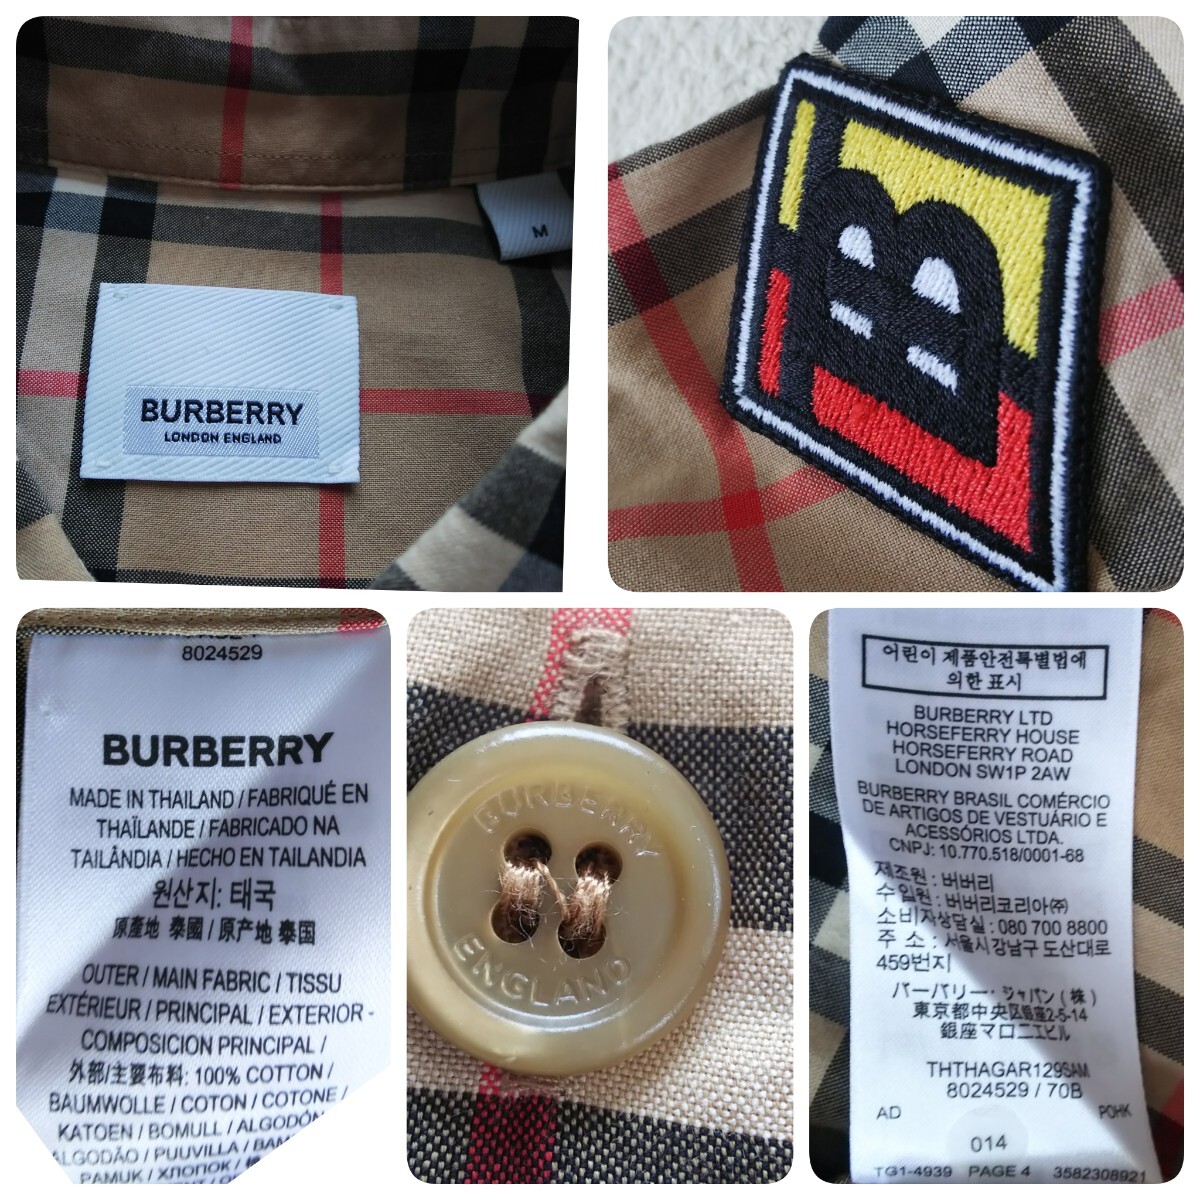 M
BURBERRY
LONDON ENGLAND
B
8024529
BURBERRY
MADE IN THAILAND / FABRIQUÉ EN
THAÏLANDE / FABRICADO NA
TAILÂNDIA / HECHO EN TAILANDIA
원산지: 태국
原產地 泰國 / 原产地 泰国
OUTER / MAIN FABRIC / TISSU
EXTÉRIEUR / PRINCIPAL / EXTERIOR -
COMPOSICION PRINCIPAL /
外部/主要布料: 100% COTTON /
BAUMWOLLE / COTON / COTONE /
KATOEN / BOMULL / ALGODÓN
ALGODÃO / PUUVILLA /
PAMUK / ХЛОПОК /
BURBERRY
ENGLAND
어린이 제품안전특별법에
의한 표시
BURBERRY LTD
HORSEFERRY HOUSE
HORSEFERRY ROAD
LONDON SW1P 2AW
BURBERRY BRASIL COMÉRCIO
DE ARTIGOS DE VESTUÁRIO E
ACESSÓRIOS LTDA.
CNPJ: 10.770.518/0001-68
제조원 : 버버리
수입원 : 버버리코리아㈜
소비자상담실 : 080 700 8800
주 소 : 서울시 강남구 도산대로
459번지
バーバリー・ジャパン(株)
東京都中央区銀座2-5-14
銀座マロニエビル
THTHAGAR129SAM
8024529 / 70B
AD POHK
014
TG1-4939 PAGE 4 3582308921